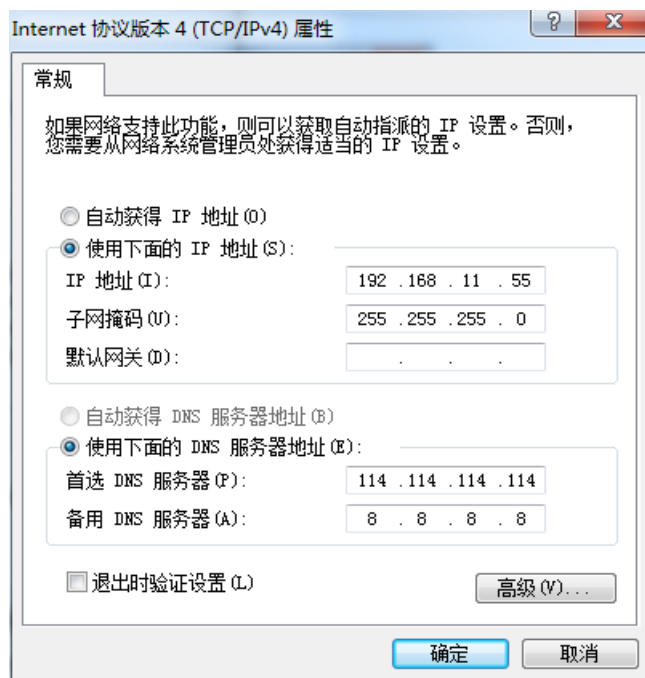 Internet 协议版本 4 (TCP/IPv4) 属性
?
X
常规
如果网络支持此功能，则可以获取自动指派的 IP 设置。否则，
您需要从网络系统管理员处获得适当的 IP 设置。
自动获得 IP 地址(O)
使用下面的 IP 地址(S):
IP 地址(I): 192 .168 . 11 . 55
子网掩码(U): 255 .255 .255 . 0
默认网关(D): . . .
自动获得 DNS 服务器地址(B)
使用下面的 DNS 服务器地址(E):
首选 DNS 服务器(P): 114 .114 .114 .114
备用 DNS 服务器(A): 8 . 8 . 8 . 8
退出时验证设置(L)
高级(V)...
确定
取消